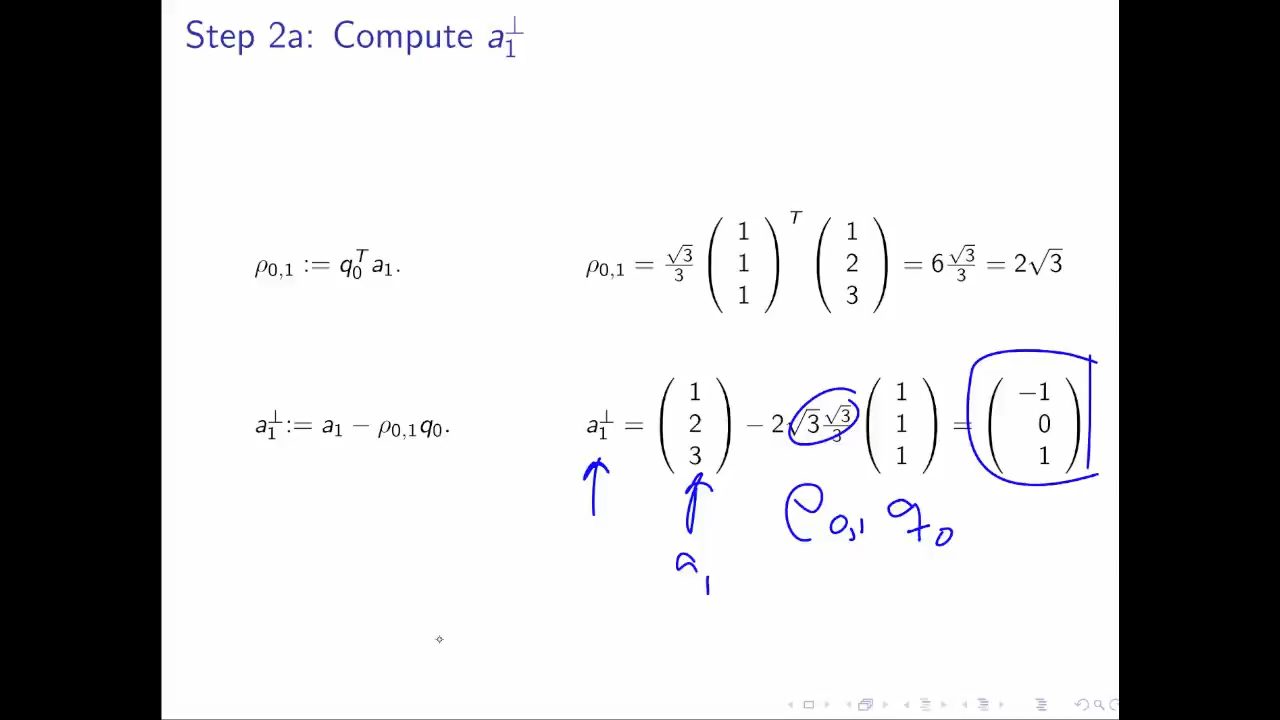 Step 2a: Compute a₁^⊥
ρ₀,₁ := q₀ᵀa₁. ρ₀,₁ = √3/3 (1 1 1)ᵀ (1 2 3) = 6 √3/3 = 2√3
a₁^⊥ := a₁ − ρ₀,₁q₀. a₁^⊥ = (1 2 3) − 2√3 √3/3 (1 1 1) = (−1 0 1)
ρ₀,₁ q₀
a₁